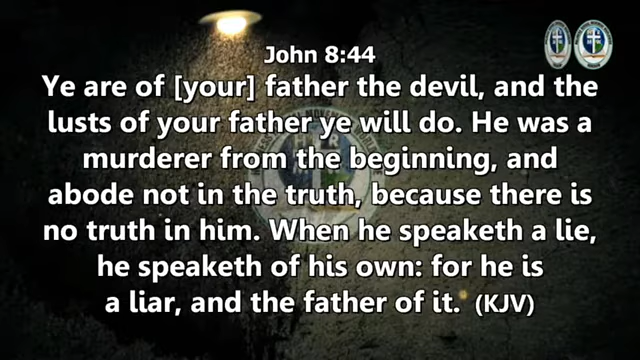 John 8:44
Ye are of [your] father the devil, and the
lusts of your father ye will do. He was a
murderer from the beginning, and
abode not in the truth, because there is
no truth in him. When he speaketh a lie,
he speaketh of his own: for he is
a liar, and the father of it. (KJV)